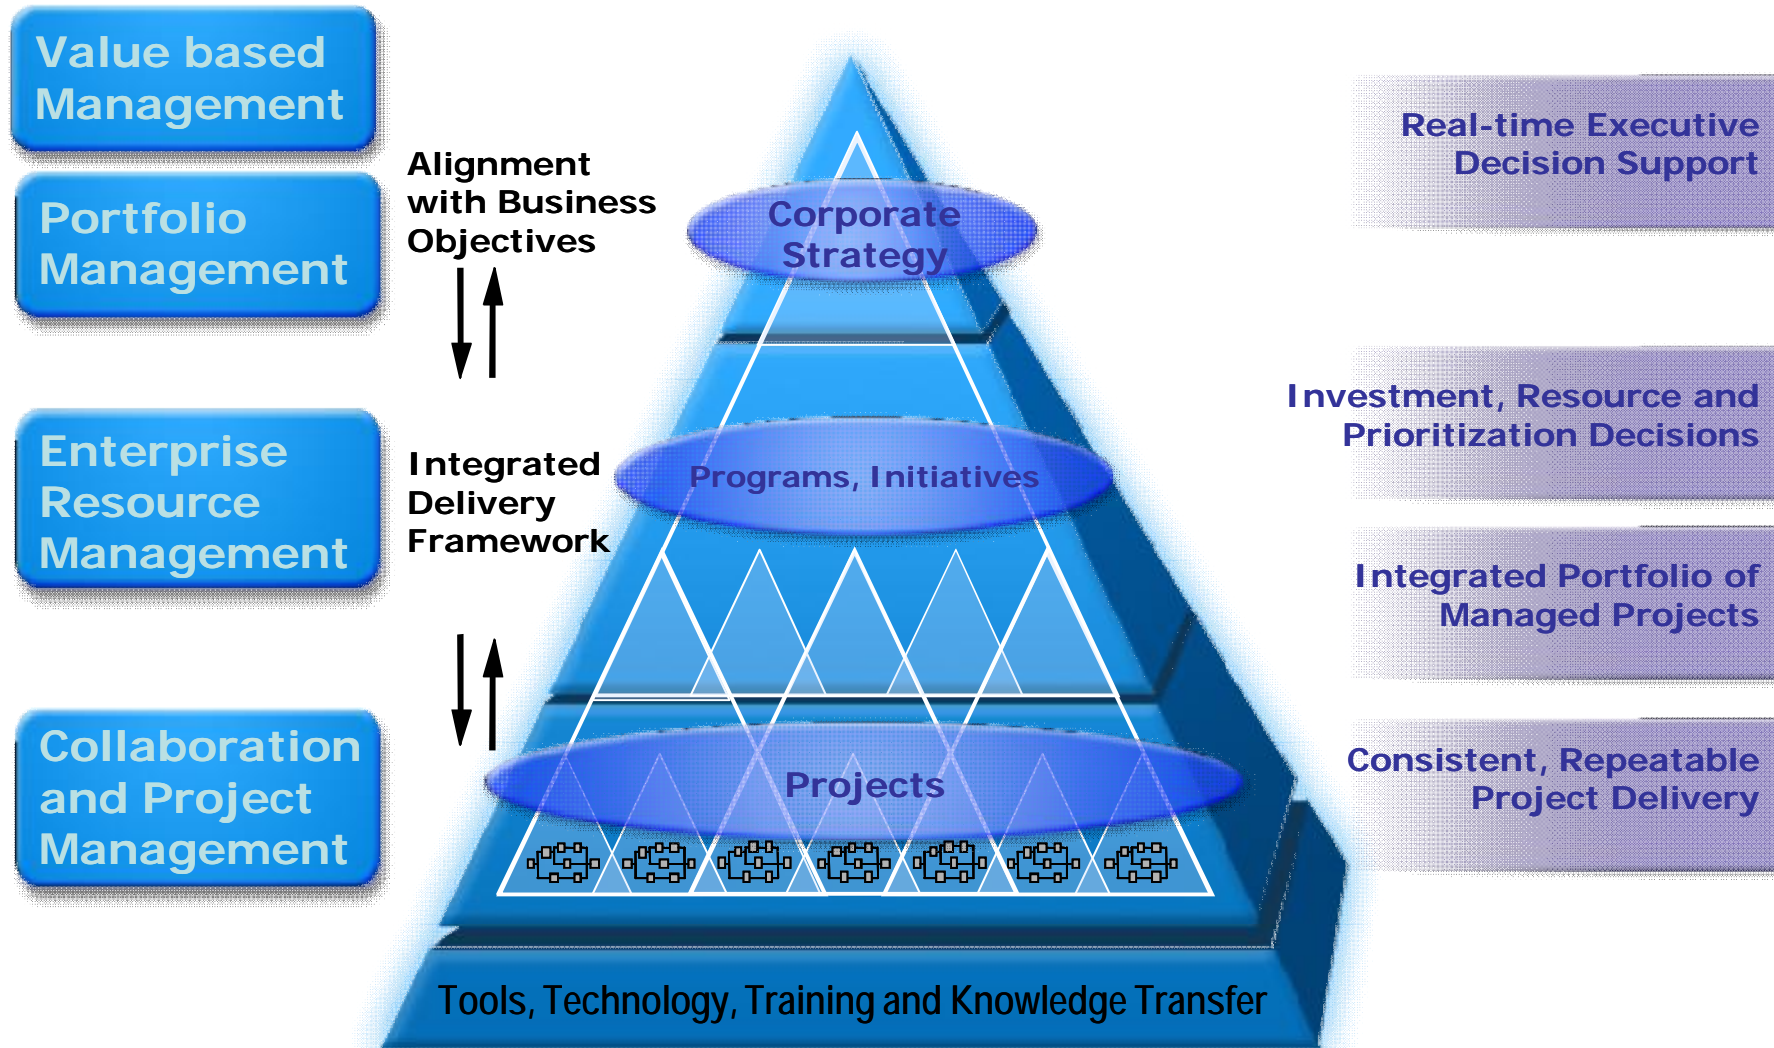 Value based
Management
Portfolio
Management
Enterprise
Resource
Management
Collaboration
and Project
Management
Alignment
with Business
Objectives
Integrated
Delivery
Framework
Corporate
Strategy
Programs, Initiatives
Projects
Tools, Technology, Training and Knowledge Transfer
Real-time Executive
Decision Support
Investment, Resource and
Prioritization Decisions
Integrated Portfolio of
Managed Projects
Consistent, Repeatable
Project Delivery